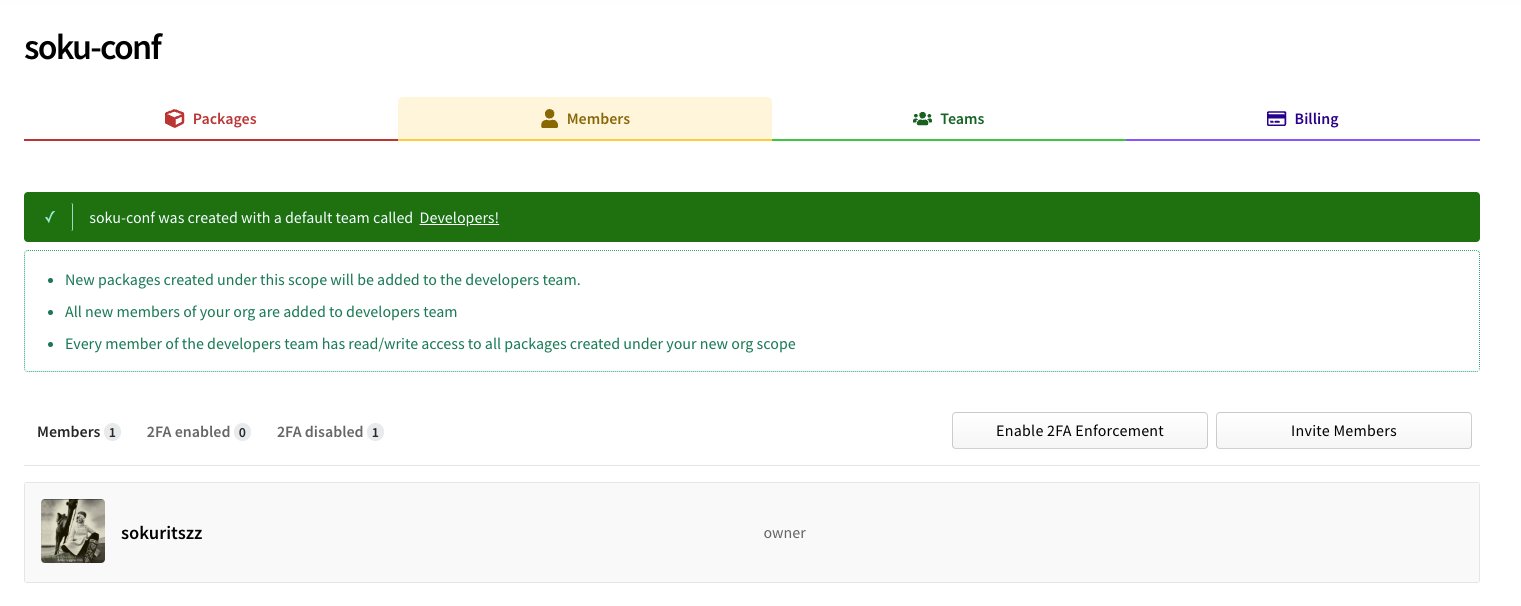 soku-conf
Packages
Members
Teams
Billing
✓ soku-conf was created with a default team called Developers!
• New packages created under this scope will be added to the developers team.
• All new members of your org are added to developers team
• Every member of the developers team has read/write access to all packages created under your new org scope
Members 1 2FA enabled 0 2FA disabled 1
Enable 2FA Enforcement
Invite Members
sokuritszz
owner